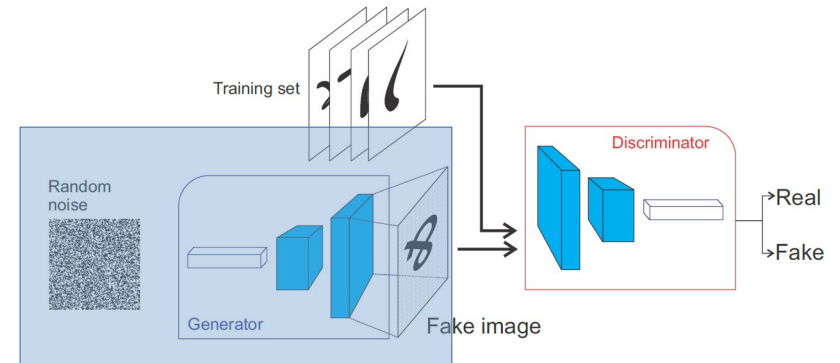 Training set
Random
noise
Generator
Fake image
Discriminator
Real
Fake